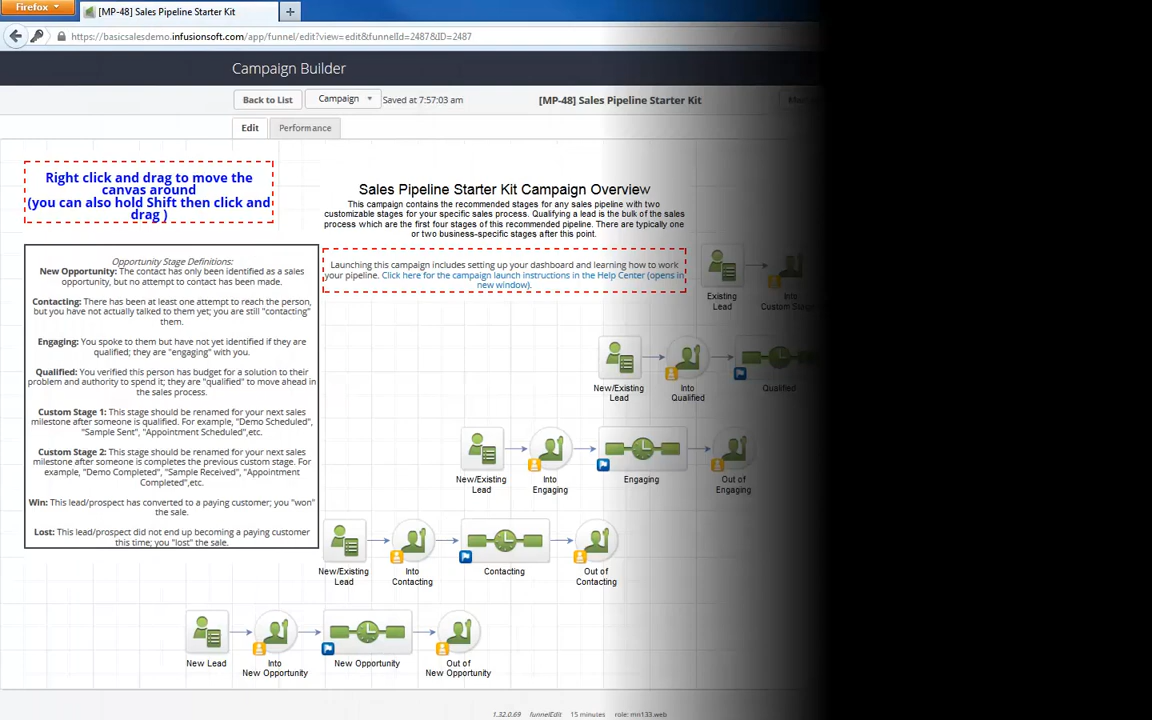 Firefox
[MP-48] Sales Pipeline Starter Kit
https://basicsalesdemo.infusionsoft.com/app/funnel/edit?view=edit&funnelId=2487&ID=2487
Campaign Builder
Back to List
Campaign
Saved at 7:57:03 am
[MP-48] Sales Pipeline Starter Kit
Edit
Performance
Right click and drag to move the
canvas around
(you can also hold Shift then click and
drag )
Sales Pipeline Starter Kit Campaign Overview
This campaign contains the recommended stages for any sales pipeline with two
customizable stages for your specific sales process. Qualifying a lead is the bulk of the sales
process which are the first four stages of this recommended pipeline. There are typically one
or two business-specific stages after this point.
Launching this campaign includes setting up your dashboard and learning how to work
your pipeline. Click here for the campaign launch instructions in the Help Center (opens in
new window).
Opportunity Stage Definitions:
New Opportunity: The contact has only been identified as a sales
opportunity, but no attempt to contact has been made.
Contacting: There has been at least one attempt to reach the person,
but you have not actually talked to them yet; you are still "contacting"
them.
Engaging: You spoke to them but have not yet identified if they are
qualified; they are "engaging" with you.
Qualified: You verified this person has budget for a solution to their
problem and authority to spend it; they are "qualified" to move ahead in
the sales process.
Custom Stage 1: This stage should be renamed for your next sales
milestone after someone is qualified. For example, "Demo Scheduled",
"Sample Sent", "Appointment Scheduled",etc.
Custom Stage 2: This stage should be renamed for your next sales
milestone after someone is completes the previous custom stage. For
example, "Demo Completed", "Sample Received", "Appointment
Completed",etc.
Win: This lead/prospect has converted to a paying customer; you "won"
the sale.
Lost: This lead/prospect did not end up becoming a paying customer
this time; you "lost" the sale.
Existing
Lead
Into
Custom Stage
New/Existing
Lead
Into
Qualified
Qualified
New/Existing
Lead
Into
Engaging
Engaging
Out of
Engaging
New/Existing
Lead
Into
Contacting
Contacting
Out of
Contacting
New Lead
Into
New Opportunity
New Opportunity
Out of
New Opportunity
1.32.0.69 funnelEdit 15 minutes role: mn133.web